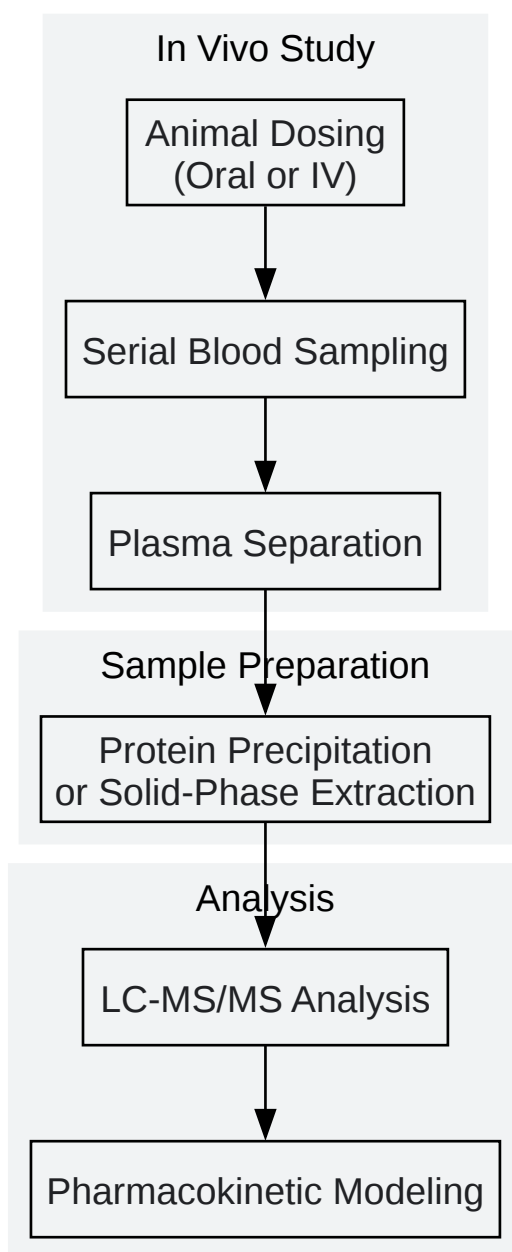 In Vivo Study
Animal Dosing
(Oral or IV)
Serial Blood Sampling
Plasma Separation
Sample Preparation
Protein Precipitation
or Solid-Phase Extraction
Analysis
LC-MS/MS Analysis
Pharmacokinetic Modeling